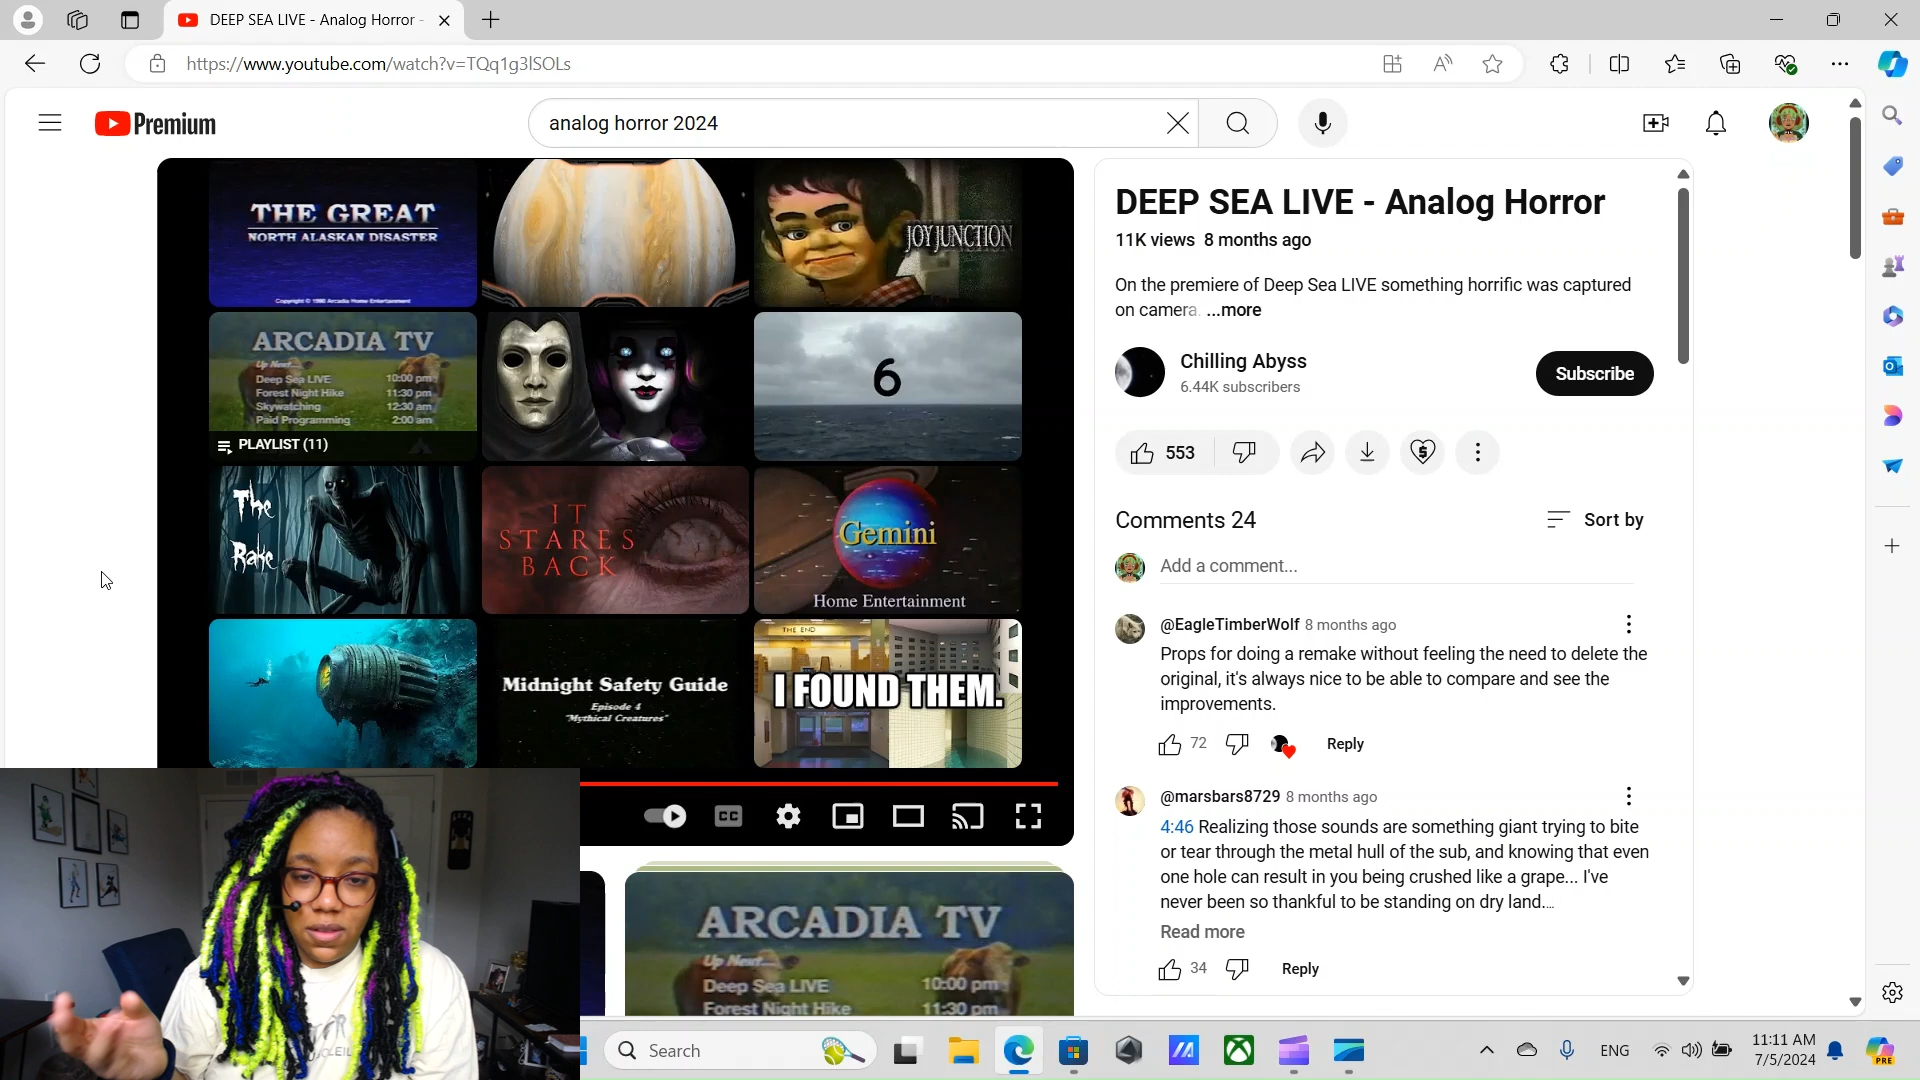 DEEP SEA LIVE - Analog Horror -
https://www.youtube.com/watch?v=TQq1g3lSOLs
Premium
analog horror 2024
THE GREAT
NORTH ALASKAN DISASTER
Copyright © 1990 Arcadia Home Entertainment
JOY JUNCTION
ARCADIA TV
Up Next...
Deep Sea LIVE 10:00 pm
Forest Night Hike 11:30 pm
Skywatching 12:30 am
Paid Programming 2:00 am
PLAYLIST (11)
6
The
Rake
IT
STARES
BACK
Gemini
Home Entertainment
Midnight Safety Guide
Episode 4
"Mythical Creatures"
THE END
I FOUND THEM.
CC
ARCADIA TV
Up Next...
Deep Sea LIVE 10:00 pm
Forest Night Hike 11:30 pm
DEEP SEA LIVE - Analog Horror
11K views 8 months ago
On the premiere of Deep Sea LIVE something horrific was captured
on camera. ...more
Chilling Abyss
6.44K subscribers
Subscribe
553
Comments 24
Sort by
Add a comment...
@EagleTimberWolf 8 months ago
Props for doing a remake without feeling the need to delete the
original, it's always nice to be able to compare and see the
improvements.
72
Reply
@marsbars8729 8 months ago
4:46 Realizing those sounds are something giant trying to bite
or tear through the metal hull of the sub, and knowing that even
one hole can result in you being crushed like a grape... I've
never been so thankful to be standing on dry land....
Read more
34
Reply
Search
ENG
11:11 AM
7/5/2024
PRE